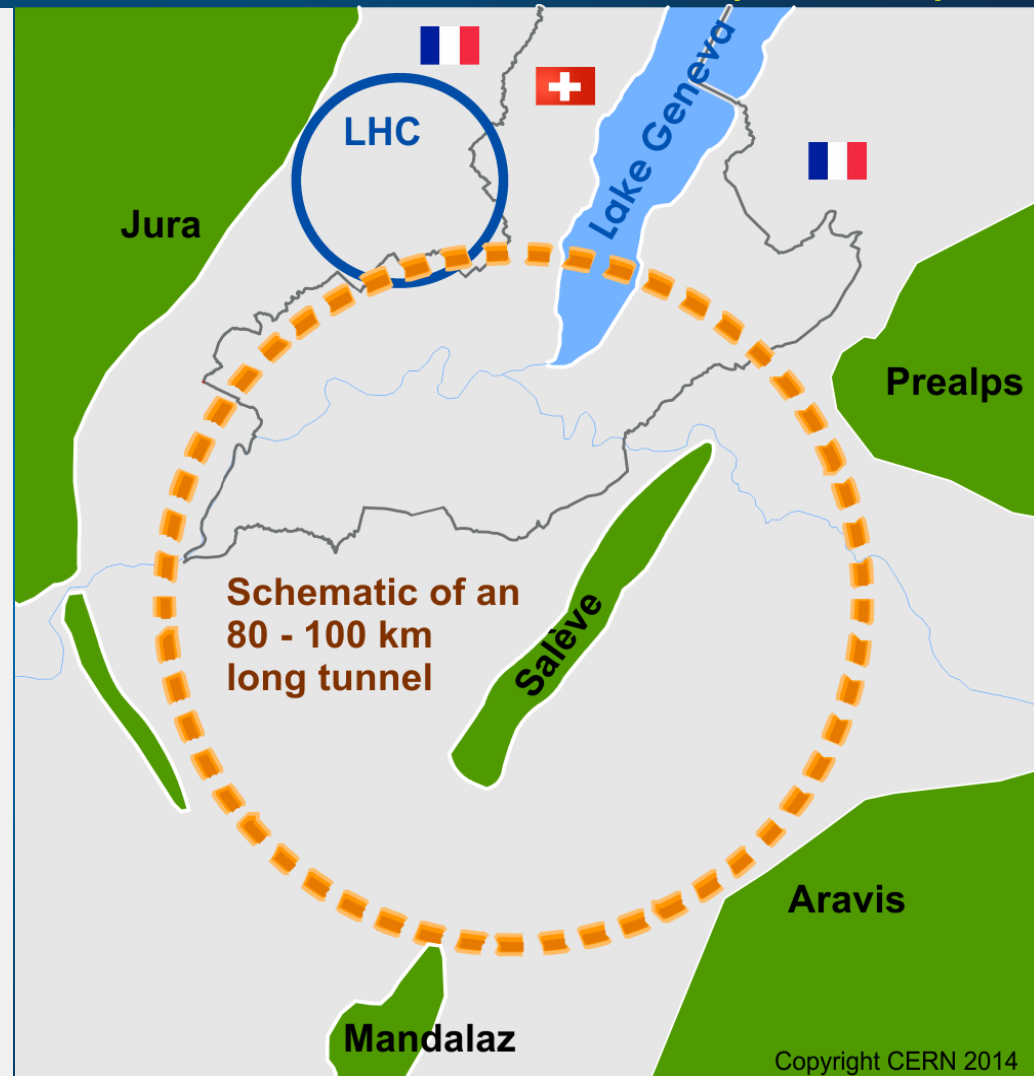 LHC
Lake Geneva
Jura
Prealps
Schematic of an
80 - 100 km
long tunnel
Salève
Aravis
Mandalaz
Copyright CERN 2014